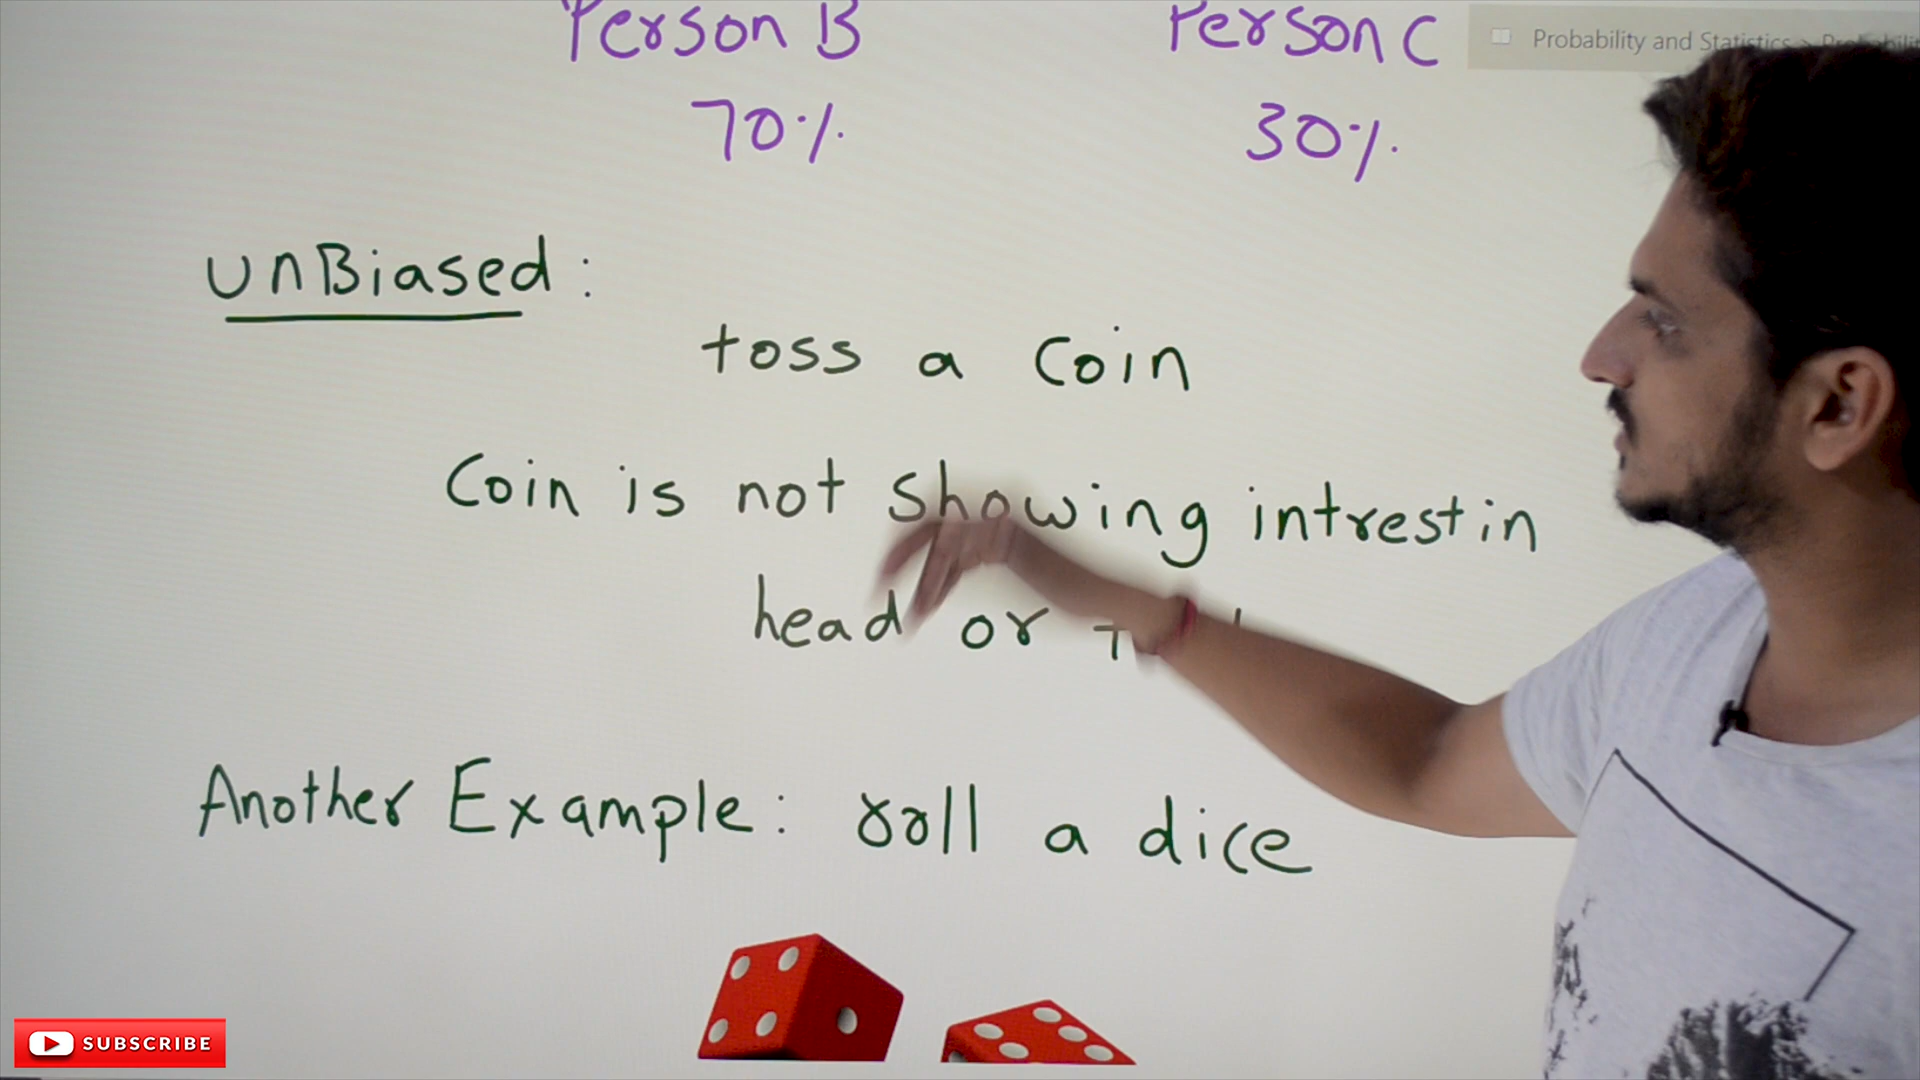 Person B Person C
Probability and Statistics >
70% 30%
UnBiased:
toss a Coin
Coin is not Showing intrest in
head or
Another Example: roll a dice
SUBSCRIBE